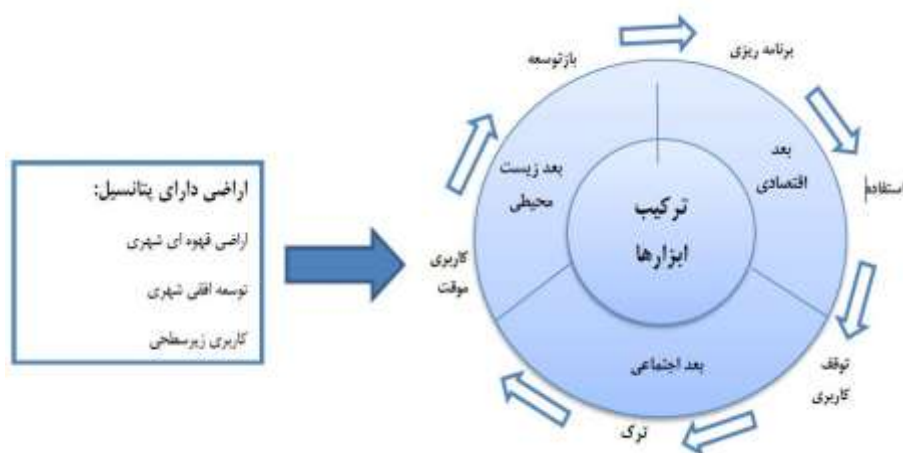 برنامه ریزی
بازتوسعه
بعد
اقتصادی
بعد زیست
محیطی
استفاده
اراضی دارای پتانسیل:
اراضی قهوه ای شهری
توسعه افقی شهری
کاربری زیرسطحی
ترکیب
ابزارها
کاربری
موقت
بعد اجتماعی
توقف
کاربری
ترک